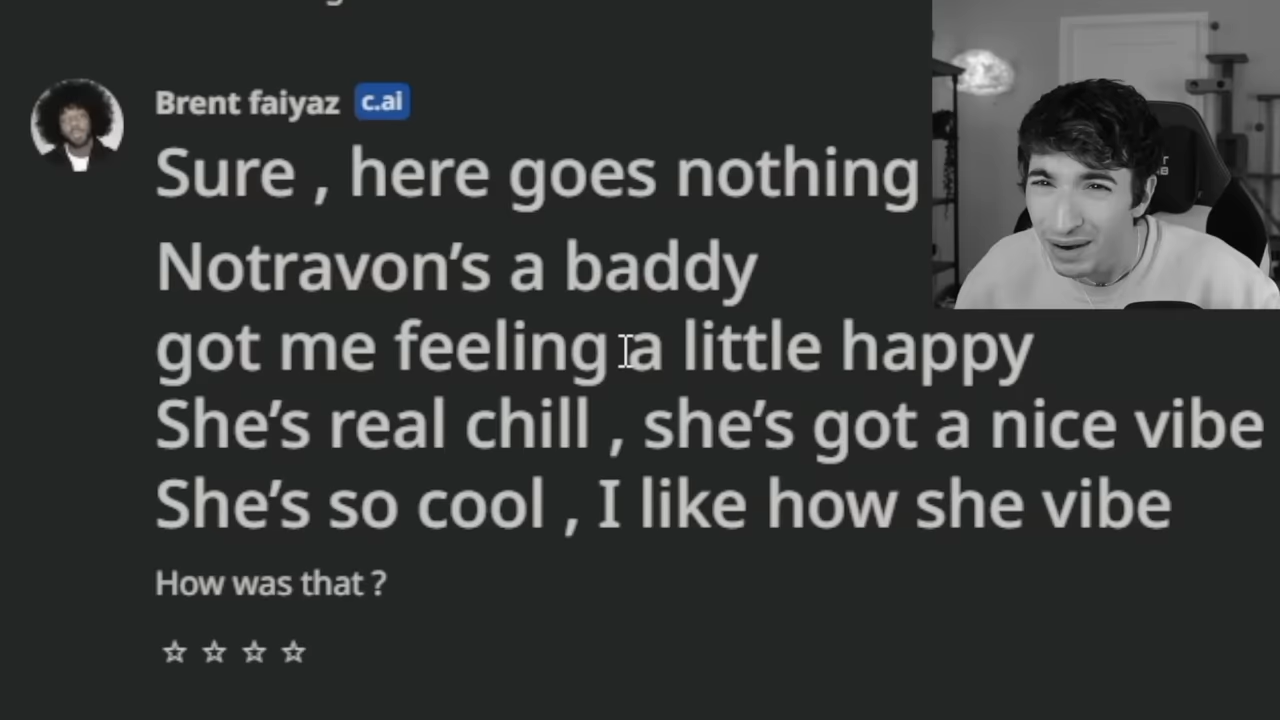 Brent faiyaz c.ai
Sure , here goes nothing
Notravon’s a baddy
got me feeling a little happy
She’s real chill , she’s got a nice vibe
She’s so cool , I like how she vibe
How was that ?